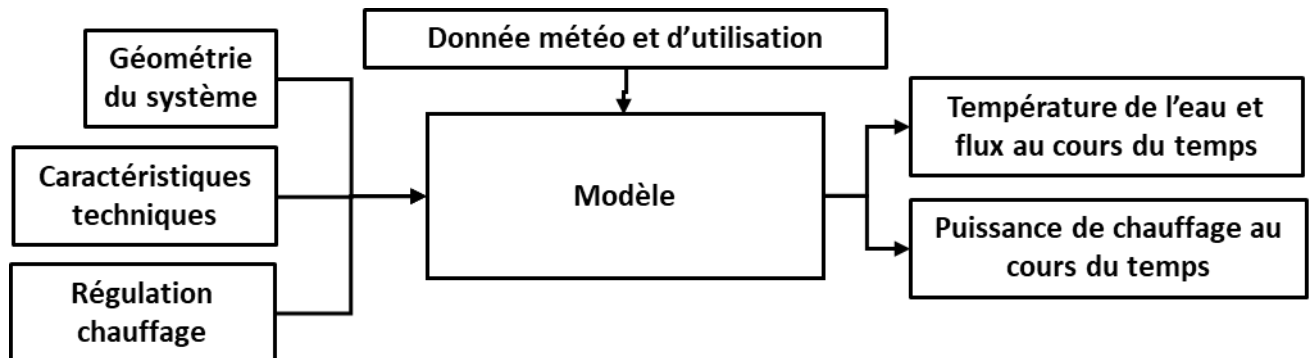 Donnée météo et d'utilisation
Géométrie
du système
Caractéristiques
techniques
Régulation
chauffage
Modèle
Température de l'eau et
flux au cours du temps
Puissance de chauffage au
cours du temps